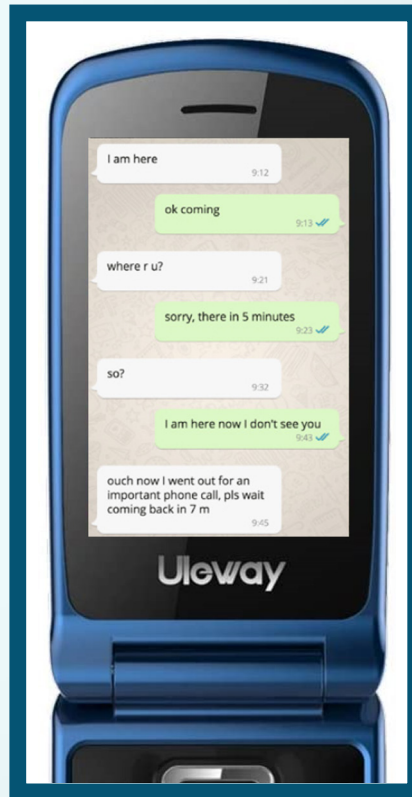 I am here
9:12
ok coming
9:13
where r u?
9:21
sorry, there in 5 minutes
9:23
so?
9:32
I am here now I don't see you
9:43
ouch now I went out for an
important phone call, pls wait
coming back in 7 m
9:45
Uleway